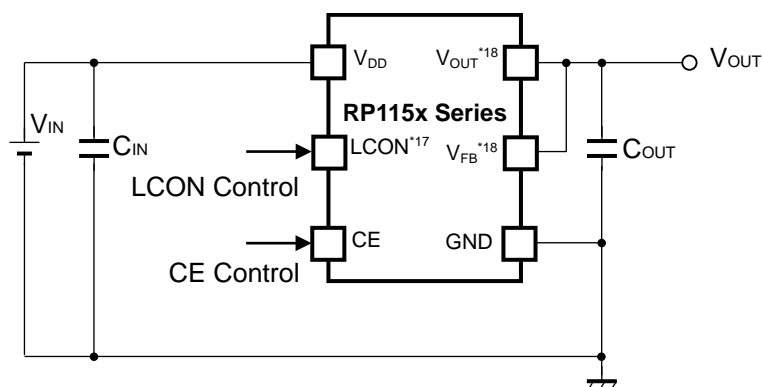 VDD
VOUT*18
VOUT
RP115x Series
VIN
CIN
LCON*17
VFB*18
COUT
LCON Control
CE
GND
CE Control